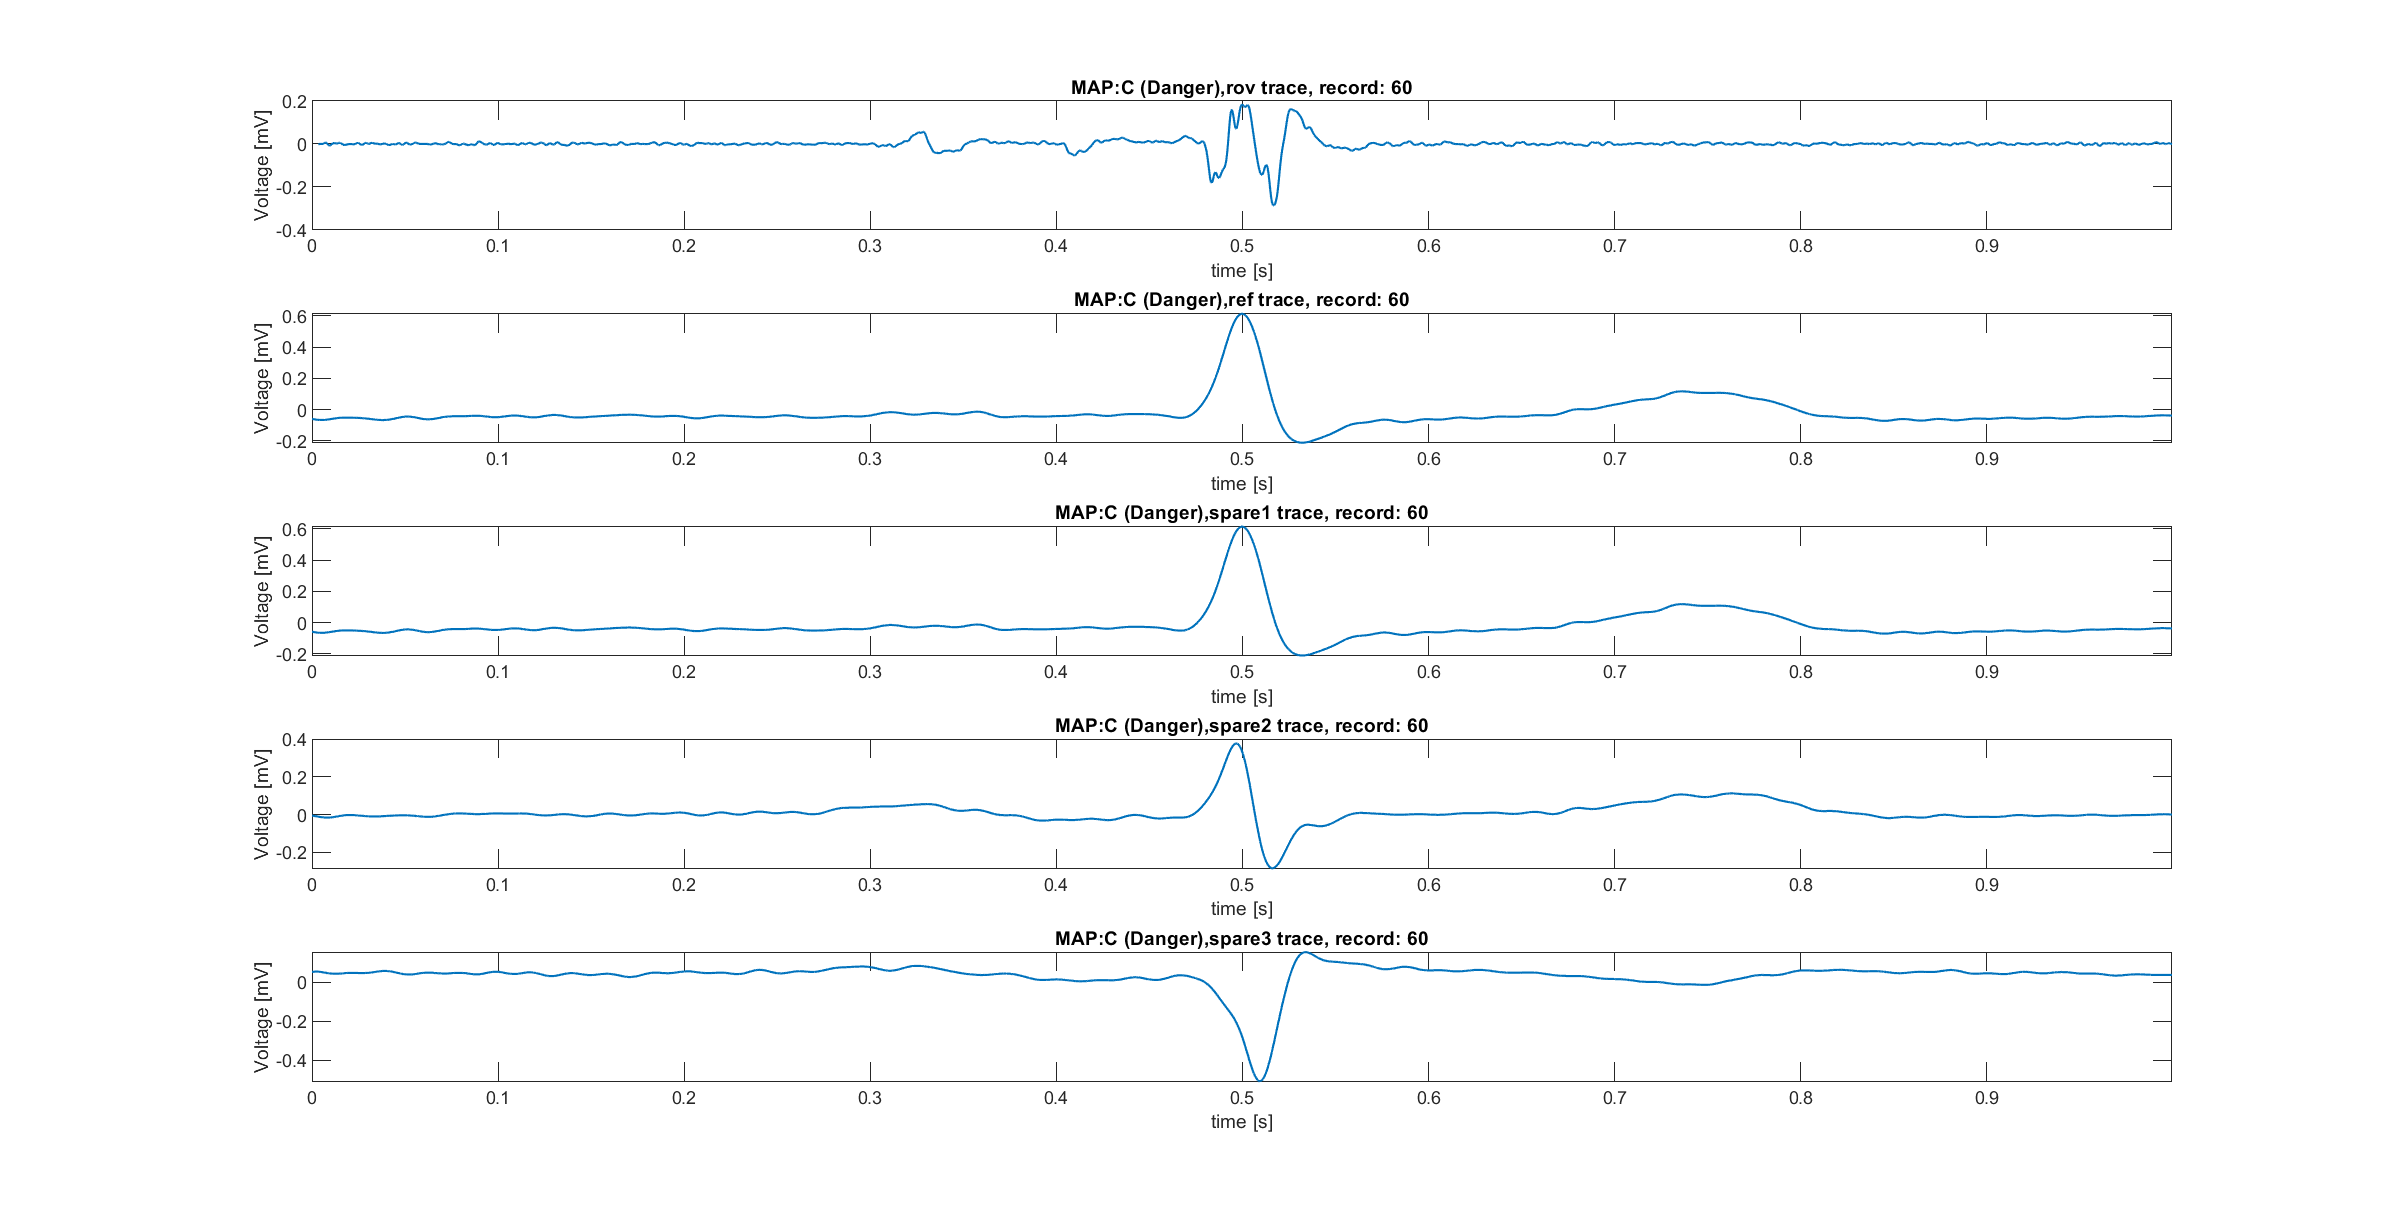 MAP:C (Danger),rov trace, record: 60
Voltage [mV]
0.2
0
-0.2
-0.4
0 0.1 0.2 0.3 0.4 0.5 0.6 0.7 0.8 0.9
time [s]
MAP:C (Danger),ref trace, record: 60
Voltage [mV]
0.6
0.4
0.2
0
-0.2
0 0.1 0.2 0.3 0.4 0.5 0.6 0.7 0.8 0.9
time [s]
MAP:C (Danger),spare1 trace, record: 60
Voltage [mV]
0.6
0.4
0.2
0
-0.2
0 0.1 0.2 0.3 0.4 0.5 0.6 0.7 0.8 0.9
time [s]
MAP:C (Danger),spare2 trace, record: 60
Voltage [mV]
0.4
0.2
0
-0.2
0 0.1 0.2 0.3 0.4 0.5 0.6 0.7 0.8 0.9
time [s]
MAP:C (Danger),spare3 trace, record: 60
Voltage [mV]
0
-0.2
-0.4
0 0.1 0.2 0.3 0.4 0.5 0.6 0.7 0.8 0.9
time [s]